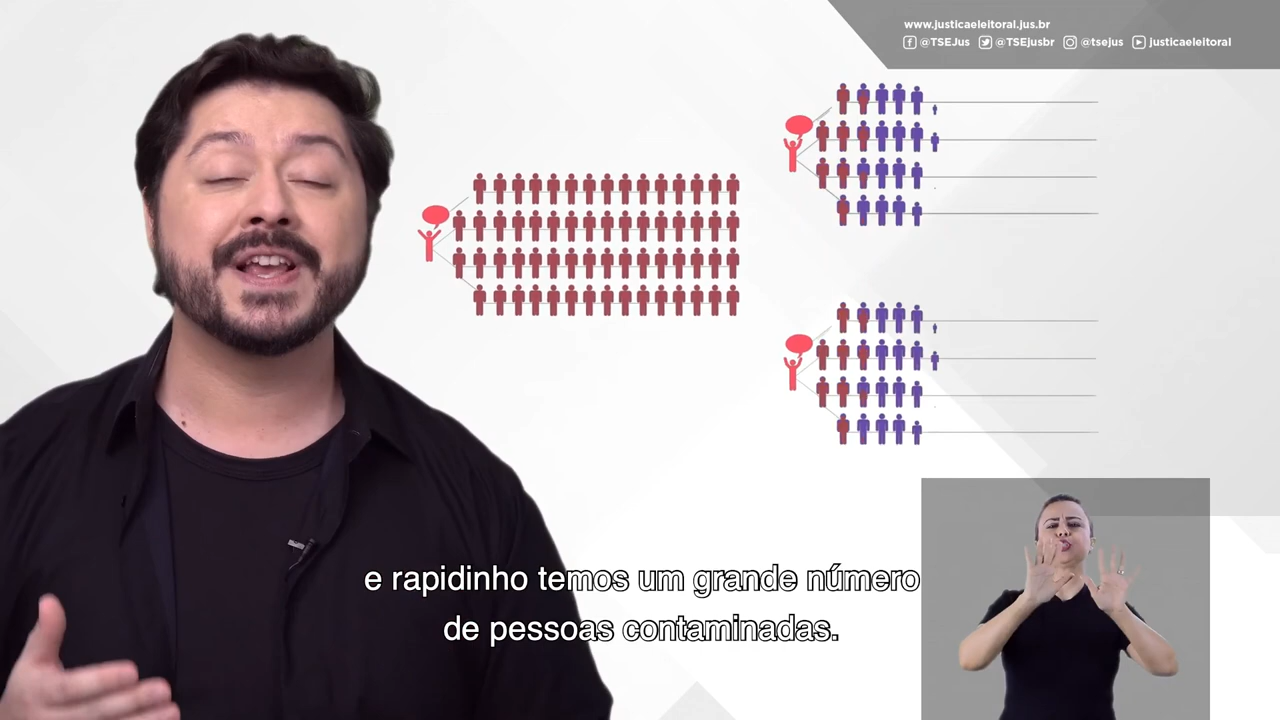 www.justicaeleitoral.jus.br
@TSEJus @TSEjusbr @tsejus justicaeleitoral
e rapidinho temos um grande número
de pessoas contaminadas.